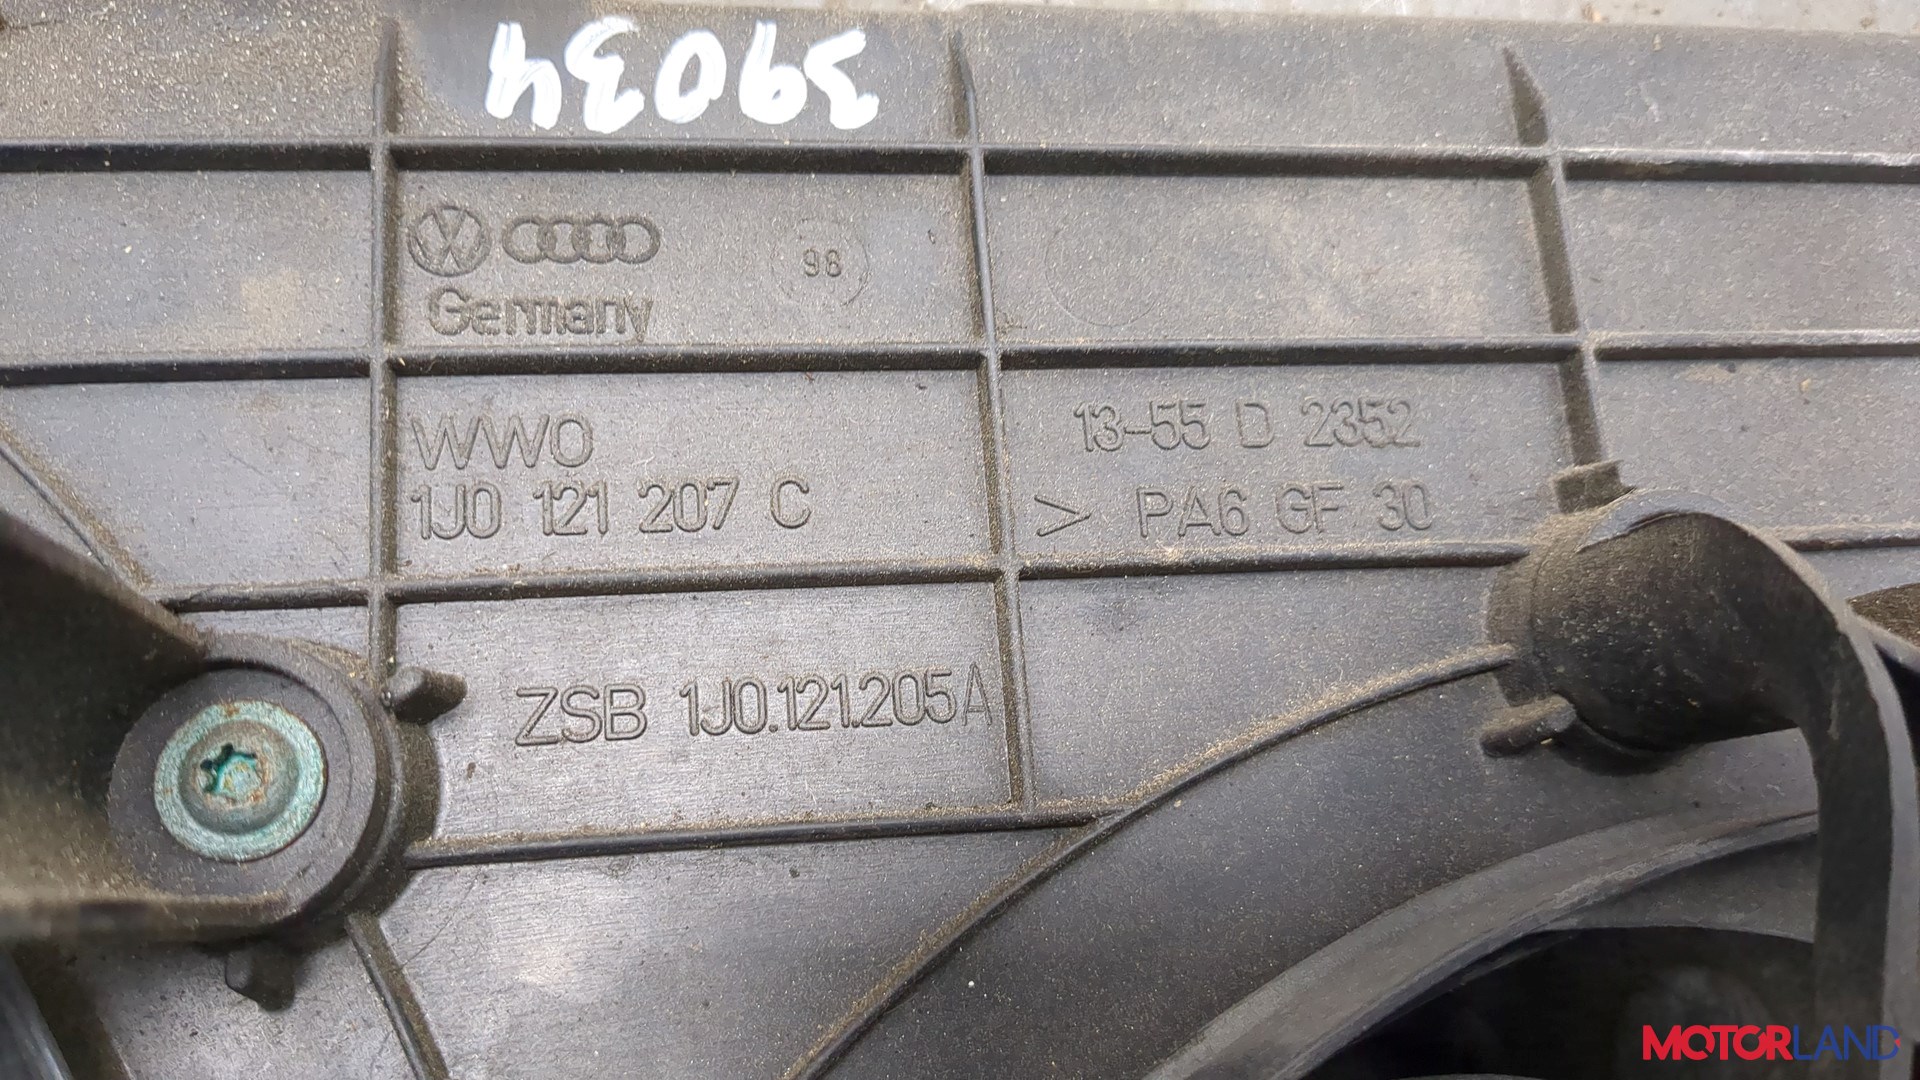 39034
98
Germany
WWO
1J0 121 207 C
13-55 D 2352
> PA6 GF 30
ZSB 1J0.121.205A
MOTORLAND